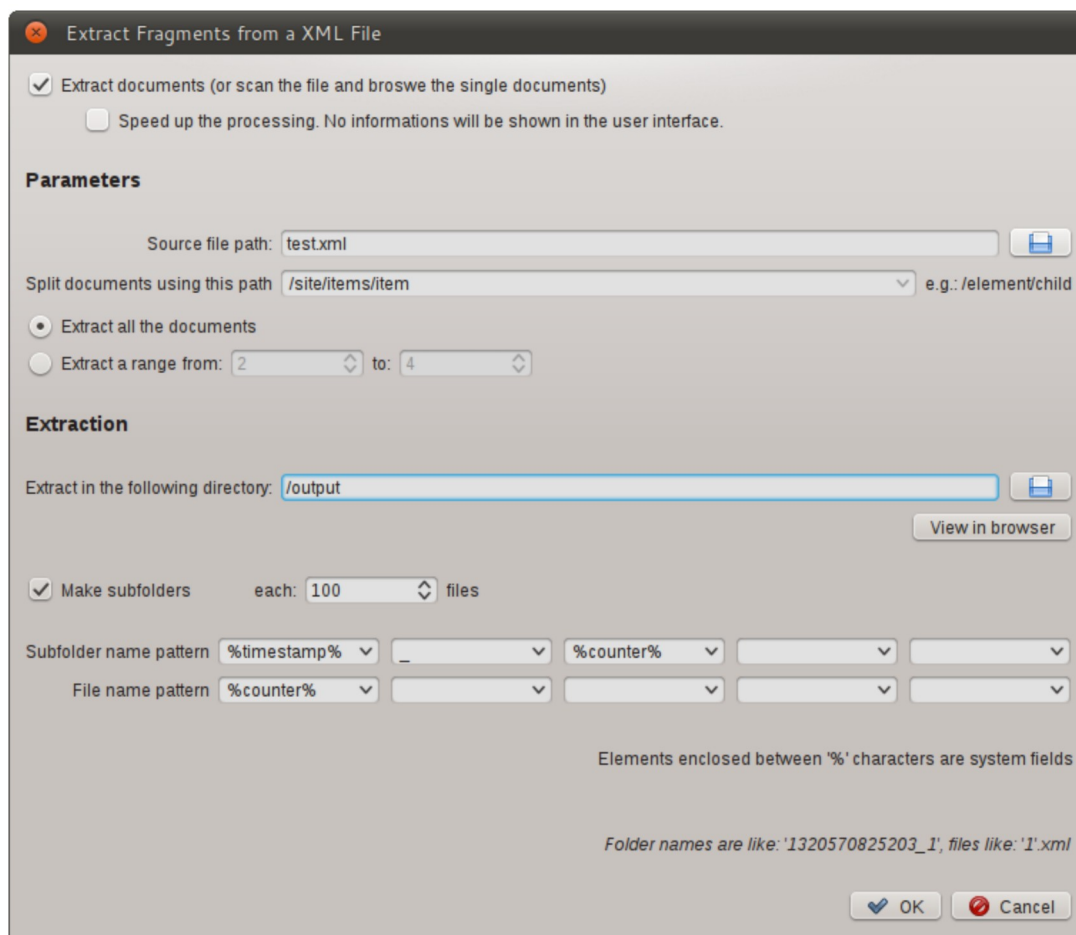 Extract Fragments from a XML File
Extract documents (or scan the file and broswe the single documents)
Speed up the processing. No informations will be shown in the user interface.
Parameters
Source file path: test.xml
Split documents using this path /site/items/item e.g.: /element/child
Extract all the documents
Extract a range from: 2 to: 4
Extraction
Extract in the following directory: /output
View in browser
Make subfolders each: 100 files
Subfolder name pattern %timestamp% _ %counter%
File name pattern %counter%
Elements enclosed between '%' characters are system fields
Folder names are like: '1320570825203_1', files like: '1'.xml
OK Cancel